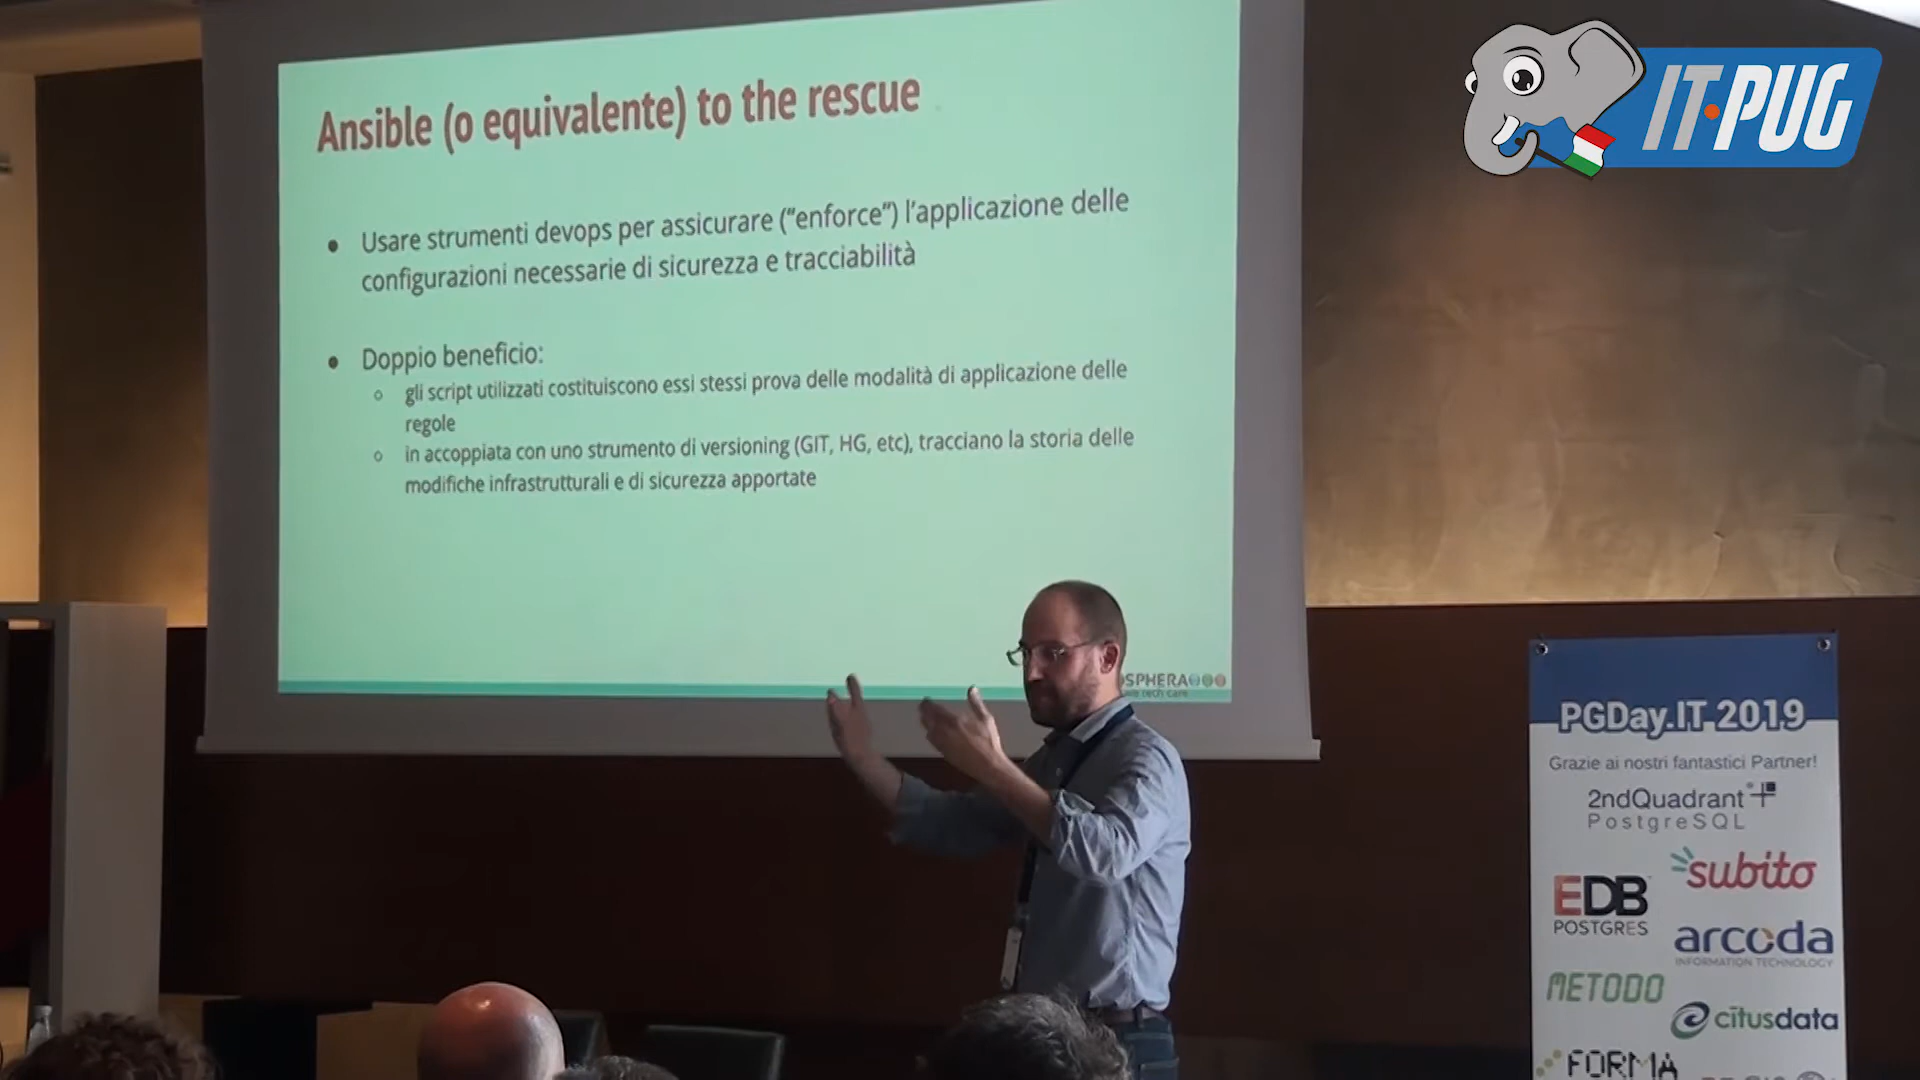 Ansible (o equivalente) to the rescue
● Usare strumenti devops per assicurare (“enforce”) l’applicazione delle
configurazioni necessarie di sicurezza e tracciabilità
● Doppio beneficio:
○ gli script utilizzati costituiscono essi stessi prova delle modalità di applicazione delle
regole
○ in accoppiata con uno strumento di versioning (GIT, HG, etc), tracciano la storia delle
modifiche infrastrutturali e di sicurezza apportate
SPHERA
tech care
IT·PUG
PGDay.IT 2019
Grazie ai nostri fantastici Partner!
2ndQuadrant
PostgreSQL
subito
EDB
POSTGRES
arcoda
INFORMATION TECHNOLOGY
METODO
citusdata
FORMA